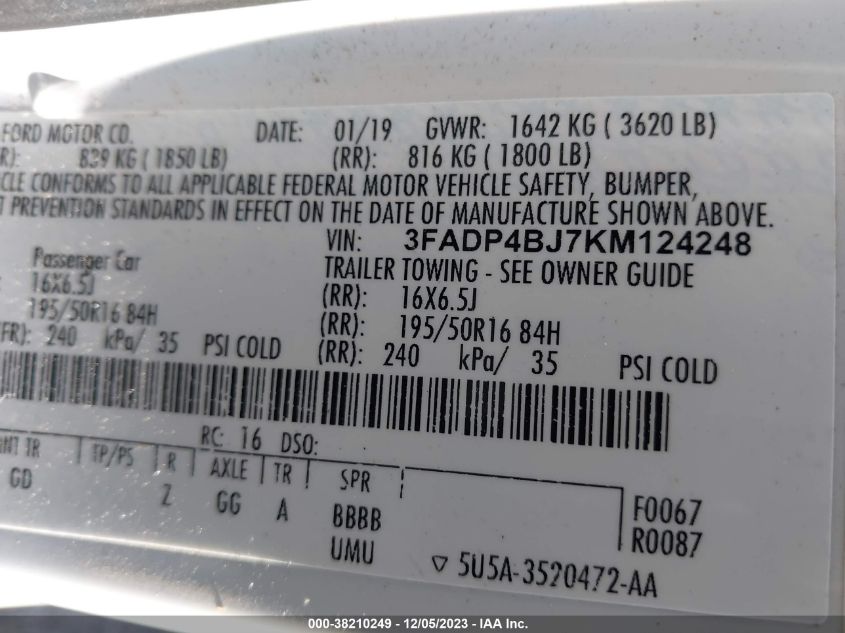 FORD MOTOR CO. DATE: 01/19 GVWR: 1642 KG ( 3620 LB)
R): 839 KG ( 1850 LB) (RR): 816 KG ( 1800 LB)
CLE CONFORMS TO ALL APPLICABLE FEDERAL MOTOR VEHICLE SAFETY, BUMPER,
T PREVENTION STANDARDS IN EFFECT ON THE DATE OF MANUFACTURE SHOWN ABOVE.
VIN: 3FADP4BJ7KM124248
Passenger Car TRAILER TOWING - SEE OWNER GUIDE
: 16X6.5J (RR): 16X6.5J
195/50R16 84H (RR): 195/50R16 84H
FR): 240 kPa/ 35 PSI COLD (RR): 240 kPa/ 35 PSI COLD
RC: 16 DSO:
INT TR TP/PS R AXLE TR SPR
GD Z GG A BBBB F0067
UMU R0087
5U5A-3520472-AA
000-38210249 - 12/05/2023 - IAA Inc.